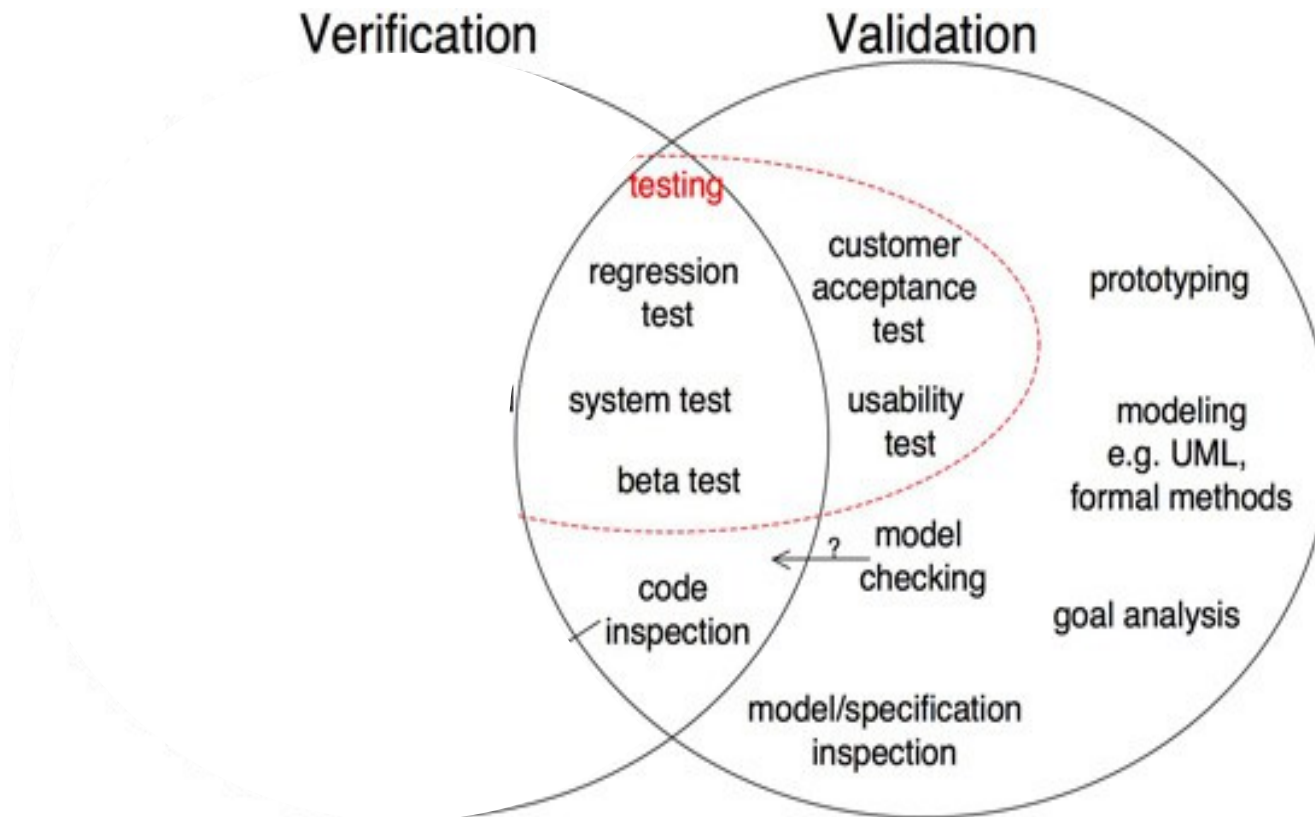 Verification
Validation
testing
regression
test
system test
beta test
code
inspection
customer
acceptance
test
usability
test
?
model
checking
model/specification
inspection
prototyping
modeling
e.g. UML,
formal methods
goal analysis